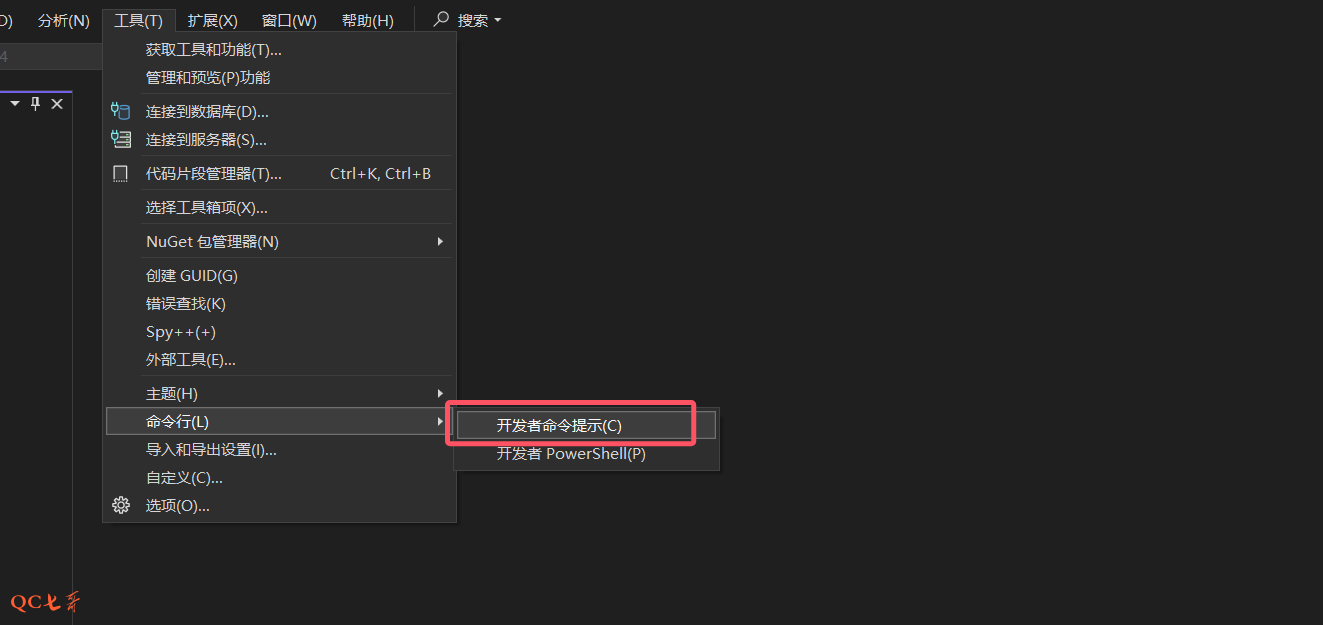 D) 分析(N) 工具(T) 扩展(X) 窗口(W) 帮助(H) 搜索
4
获取工具和功能(T)...
管理和预览(P)功能
连接到数据库(D)...
连接到服务器(S)...
代码片段管理器(T)... Ctrl+K, Ctrl+B
选择工具箱项(X)...
NuGet 包管理器(N)
创建 GUID(G)
错误查找(K)
Spy++(+)
外部工具(E)...
主题(H)
命令行(L)
开发者命令提示(C)
开发者 PowerShell(P)
导入和导出设置(I)...
自定义(C)...
选项(O)...
QC七哥